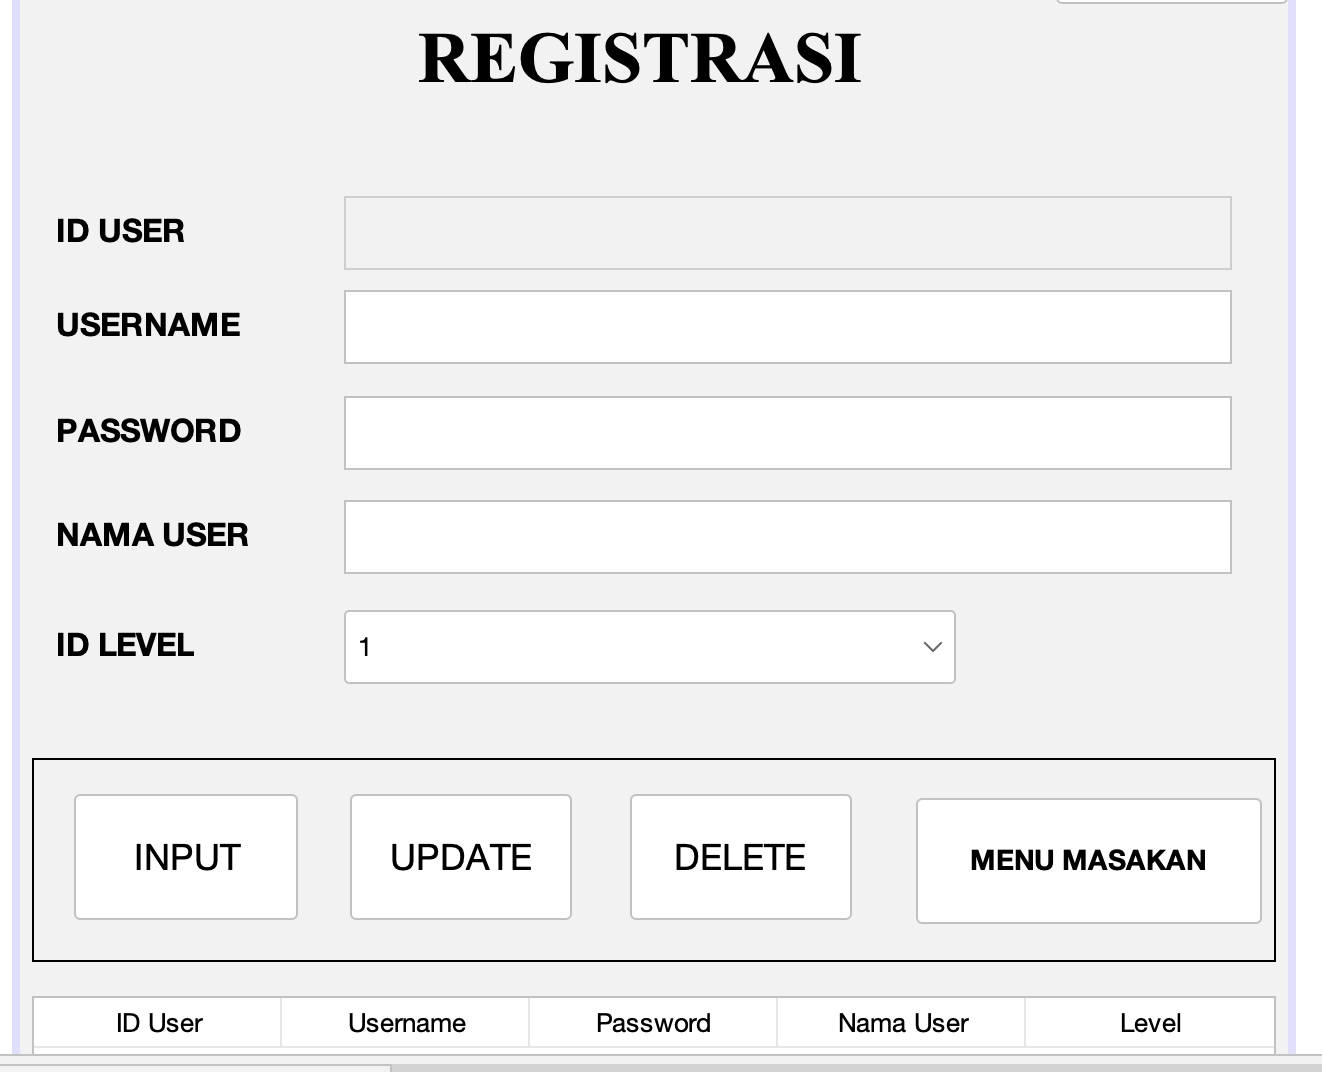 REGISTRASI
ID USER
USERNAME
PASSWORD
NAMA USER
ID LEVEL 1
INPUT UPDATE DELETE MENU MASAKAN
ID User Username Password Nama User Level